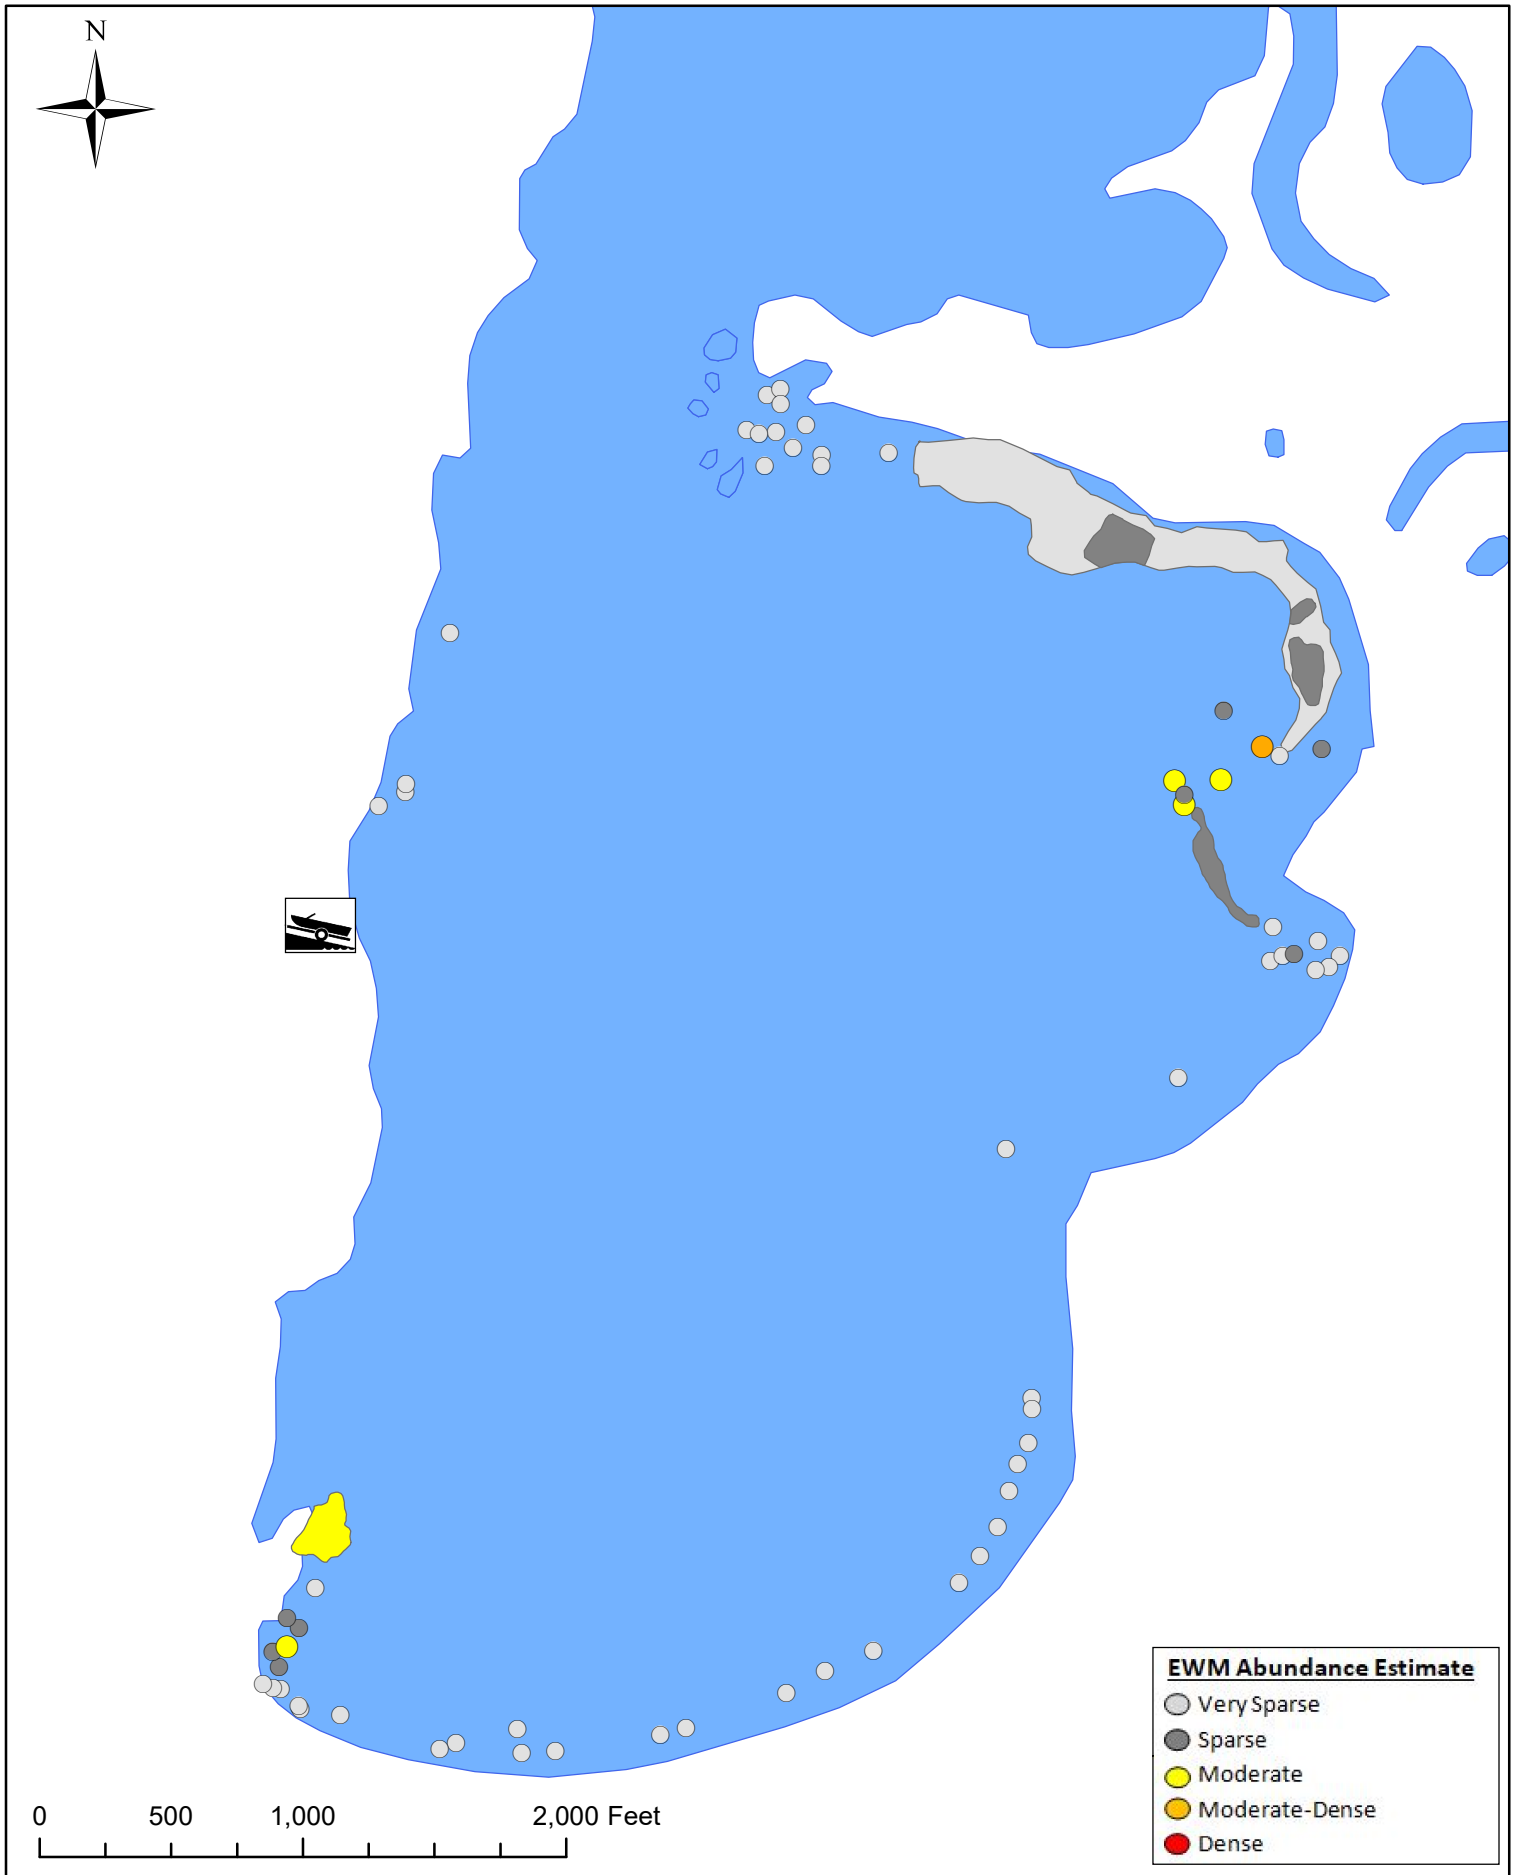 N
EWM Abundance Estimate
Very Sparse
Sparse
Moderate
Moderate-Dense
Dense
0 500 1,000 2,000 Feet